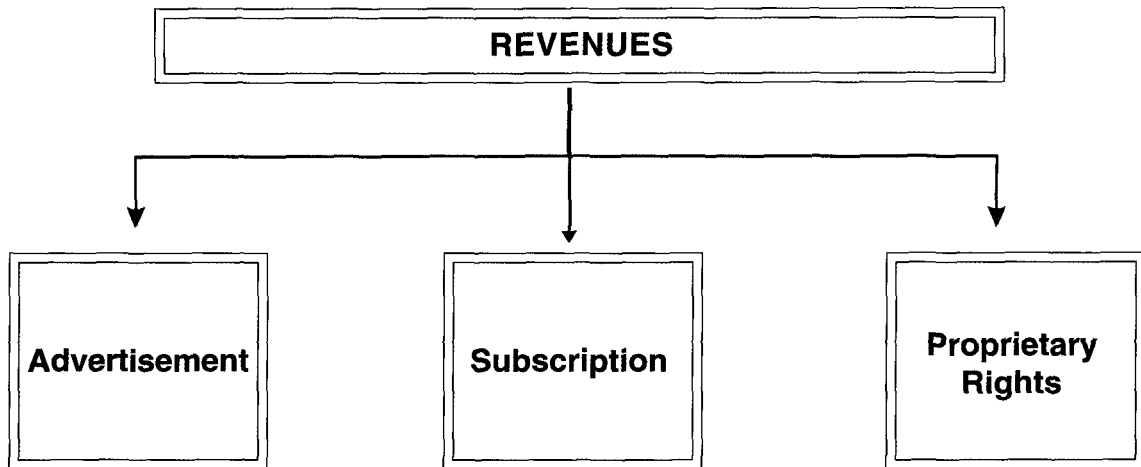 REVENUES
Advertisement
Subscription
Proprietary
Rights